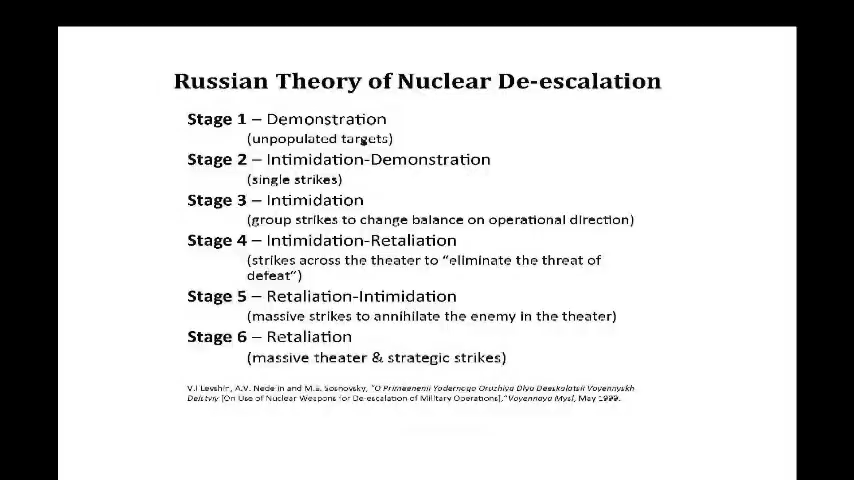 Russian Theory of Nuclear De-escalation
Stage 1 – Demonstration
(unpopulated targets)
Stage 2 – Intimidation-Demonstration
(single strikes)
Stage 3 – Intimidation
(group strikes to change balance on operational direction)
Stage 4 – Intimidation-Retaliation
(strikes across the theater to “eliminate the threat of
defeat”)
Stage 5 – Retaliation-Intimidation
(massive strikes to annihilate the enemy in the theater)
Stage 6 – Retaliation
(massive theater & strategic strikes)
V.I Levshin, A.V. Nedelin and M.E. Sosnovsky, "O Primeenenii Yadernogo Oruzhiya Dlya Deeskalatsii Voyennyskh
Deistviy [On Use of Nuclear Weapons for De-escalation of Military Operations]," Voyennaya Mysl, May 1999.